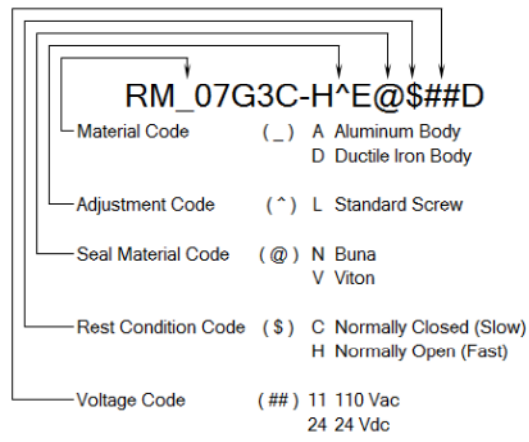 RM_07G3C-H^E@$##D
Material Code (_) A Aluminum Body
D Ductile Iron Body
Adjustment Code (^) L Standard Screw
Seal Material Code (@) N Buna
V Viton
Rest Condition Code ($) C Normally Closed (Slow)
H Normally Open (Fast)
Voltage Code (##) 11 110 Vac
24 24 Vdc